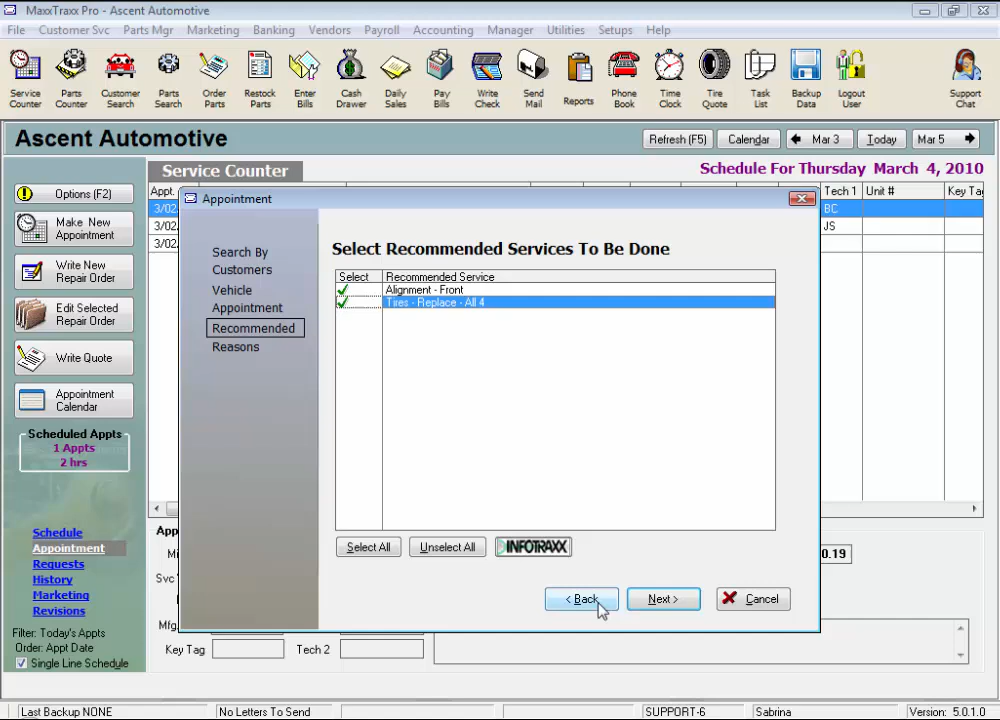 MaxxTraxx Pro - Ascent Automotive
File Customer Svc Parts Mgr Marketing Banking Vendors Payroll Accounting Manager Utilities Setups Help
Service Counter
Parts Counter
Customer Search
Parts Search
Order Parts
Restock Parts
Enter Bills
Cash Drawer
Daily Sales
Pay Bills
Write Check
Send Mail
Reports
Phone Book
Time Clock
Tire Quote
Task List
Backup Data
Logout User
Support Chat
Ascent Automotive
Refresh (F5) Calendar Mar 3 Today Mar 5
Service Counter
Schedule For Thursday March 4, 2010
Options (F2)
Make New Appointment
Write New Repair Order
Edit Selected Repair Order
Write Quote
Appointment Calendar
Scheduled Appts
1 Appts
2 hrs
Schedule
Appointment
Requests
History
Marketing
Revisions
Filter: Today's Appts
Order: Appt Date
Single Line Schedule
Appt. Tech 1 Unit # Key Ta
3/02 BC
3/02 JS
3/02
Appointment
Search By
Customers
Vehicle
Appointment
Recommended
Reasons
Select Recommended Services To Be Done
Select Recommended Service
Alignment - Front
Tires - Replace - All 4
Select All Unselect All INFOTRAXX
< Back Next > Cancel
App
Mi 0.19
Svc
Mfg.
Key Tag Tech 2
Last Backup NONE No Letters To Send SUPPORT-6 Sabrina Version: 5.0.1.0